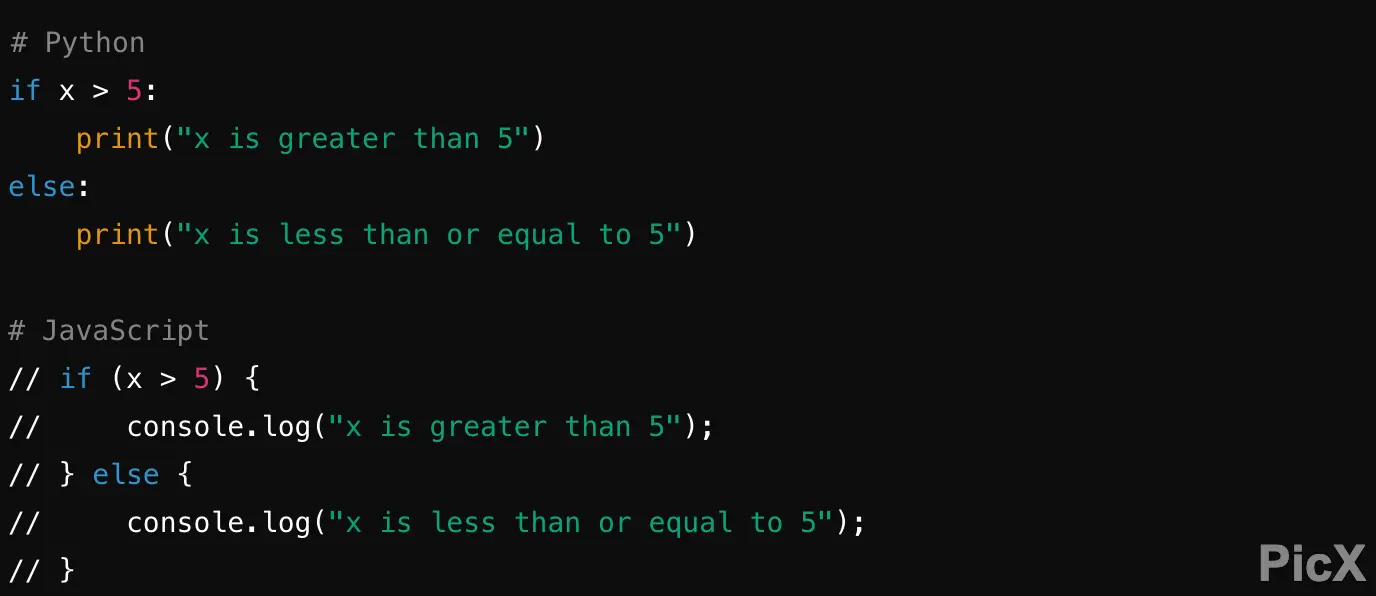 # Python
if x > 5:
    print("x is greater than 5")
else:
    print("x is less than or equal to 5")

# JavaScript
// if (x > 5) {
//     console.log("x is greater than 5");
// } else {
//     console.log("x is less than or equal to 5");
// }
PicX